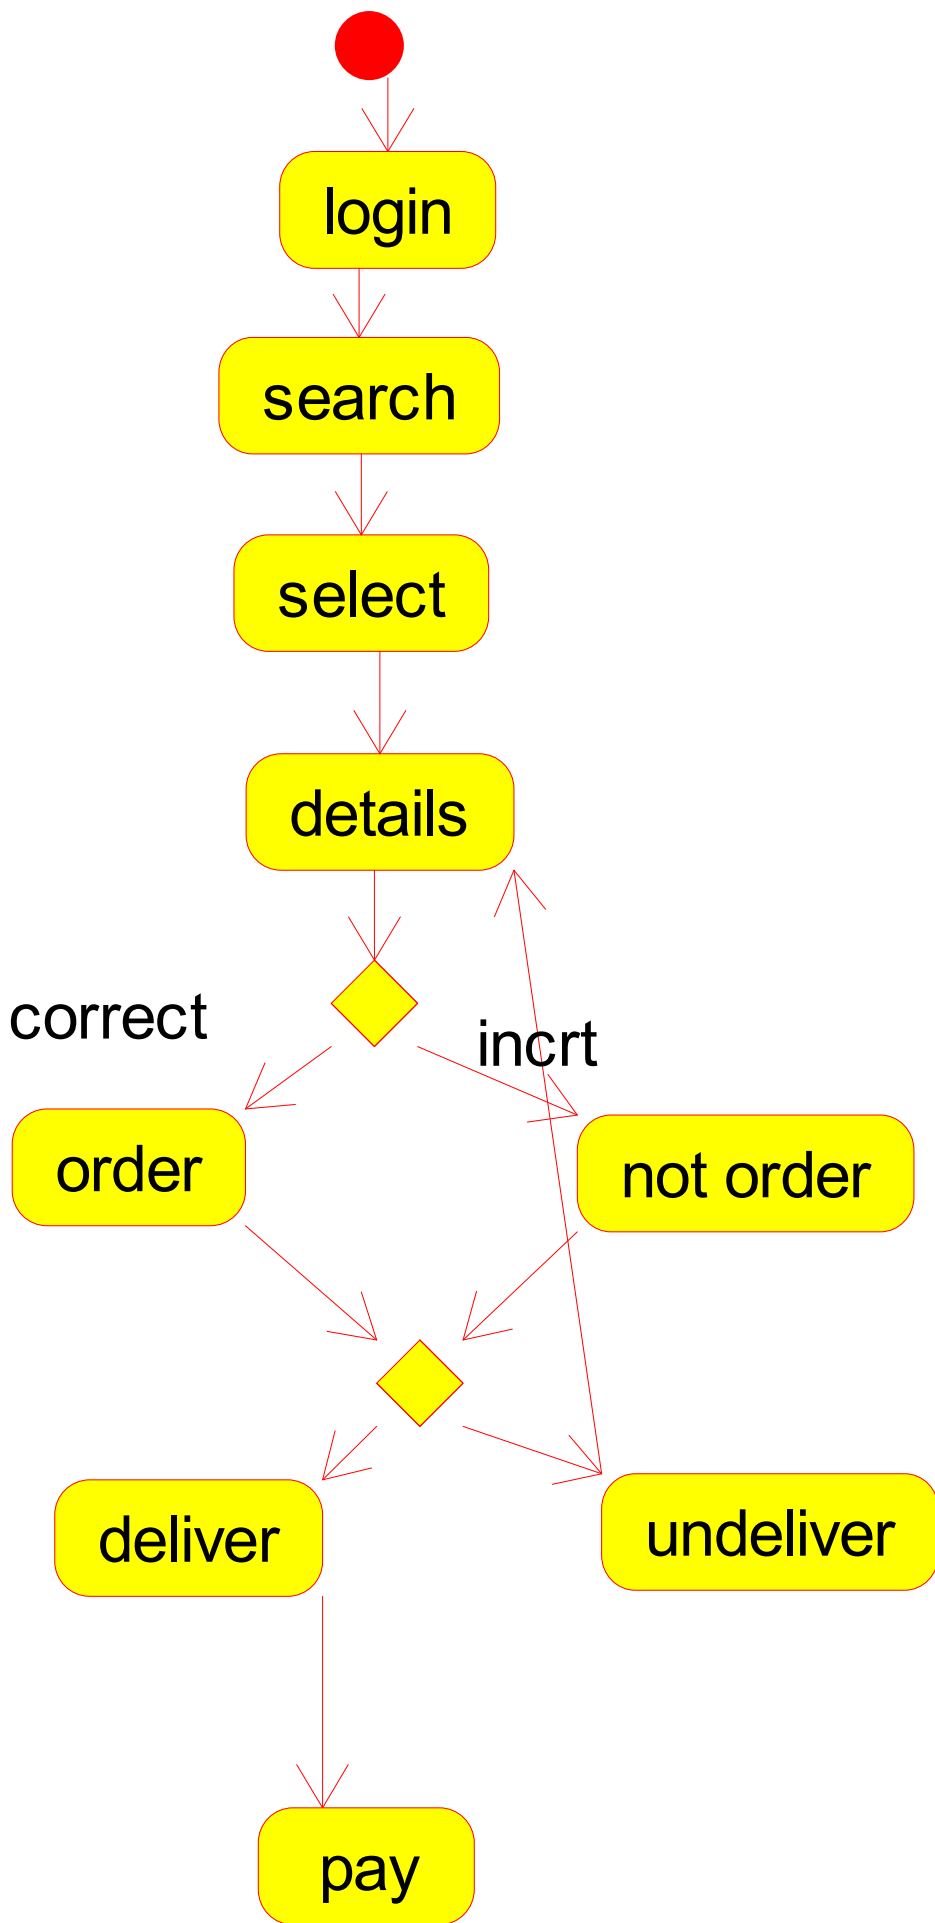 login
search
select
details
correct
incrt
order
not order
deliver
undeliver
pay